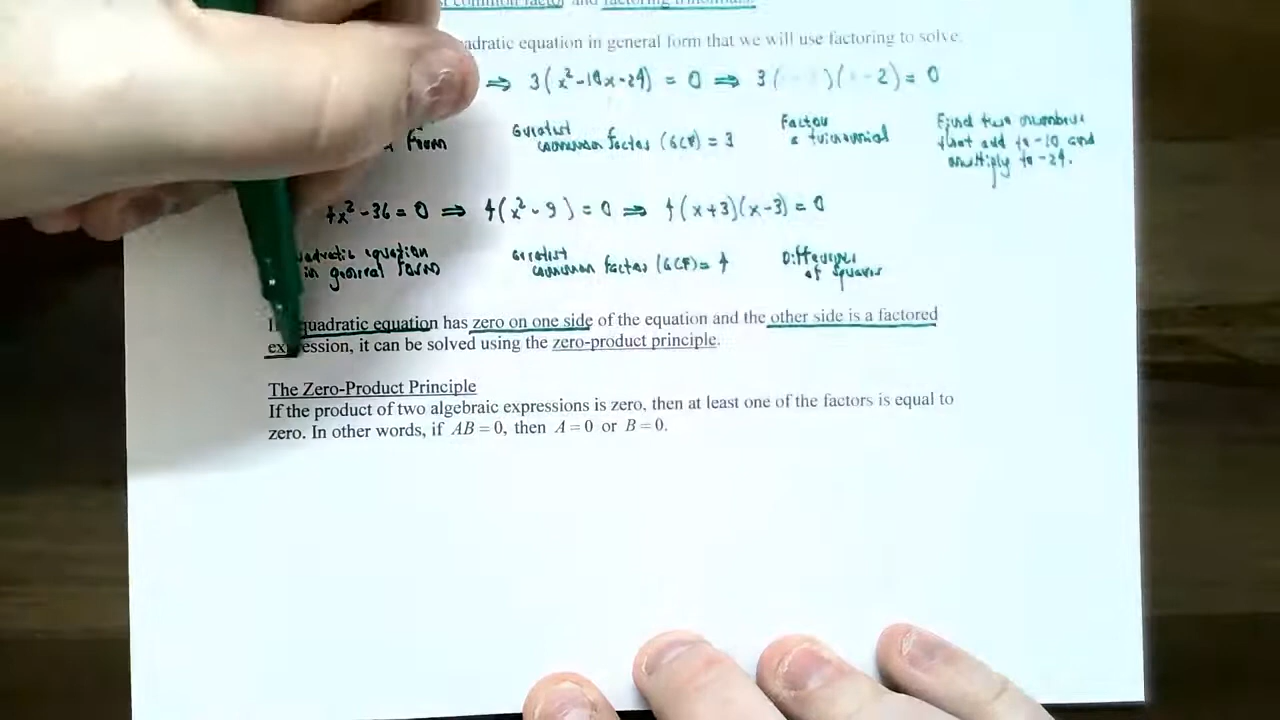 common factor and factoring trinomials.
quadratic equation in general form that we will use factoring to solve.
⇒ 3(x²-10x-24) = 0 ⇒ 3( )( -2) = 0
Form
Greatest common factor (GCF) = 3
Factor a trinomial
Find two numbers that add to -10 and multiply to -24.
4x²-36=0 ⇒ 4(x²-9)=0 ⇒ 4(x+3)(x-3)=0
quadratic equation in general form
Greatest common factor (GCF)= 4
Difference of squares
quadratic equation has zero on one side of the equation and the other side is a factored
expression, it can be solved using the zero-product principle.
The Zero-Product Principle
If the product of two algebraic expressions is zero, then at least one of the factors is equal to
zero. In other words, if AB=0, then A=0 or B=0.